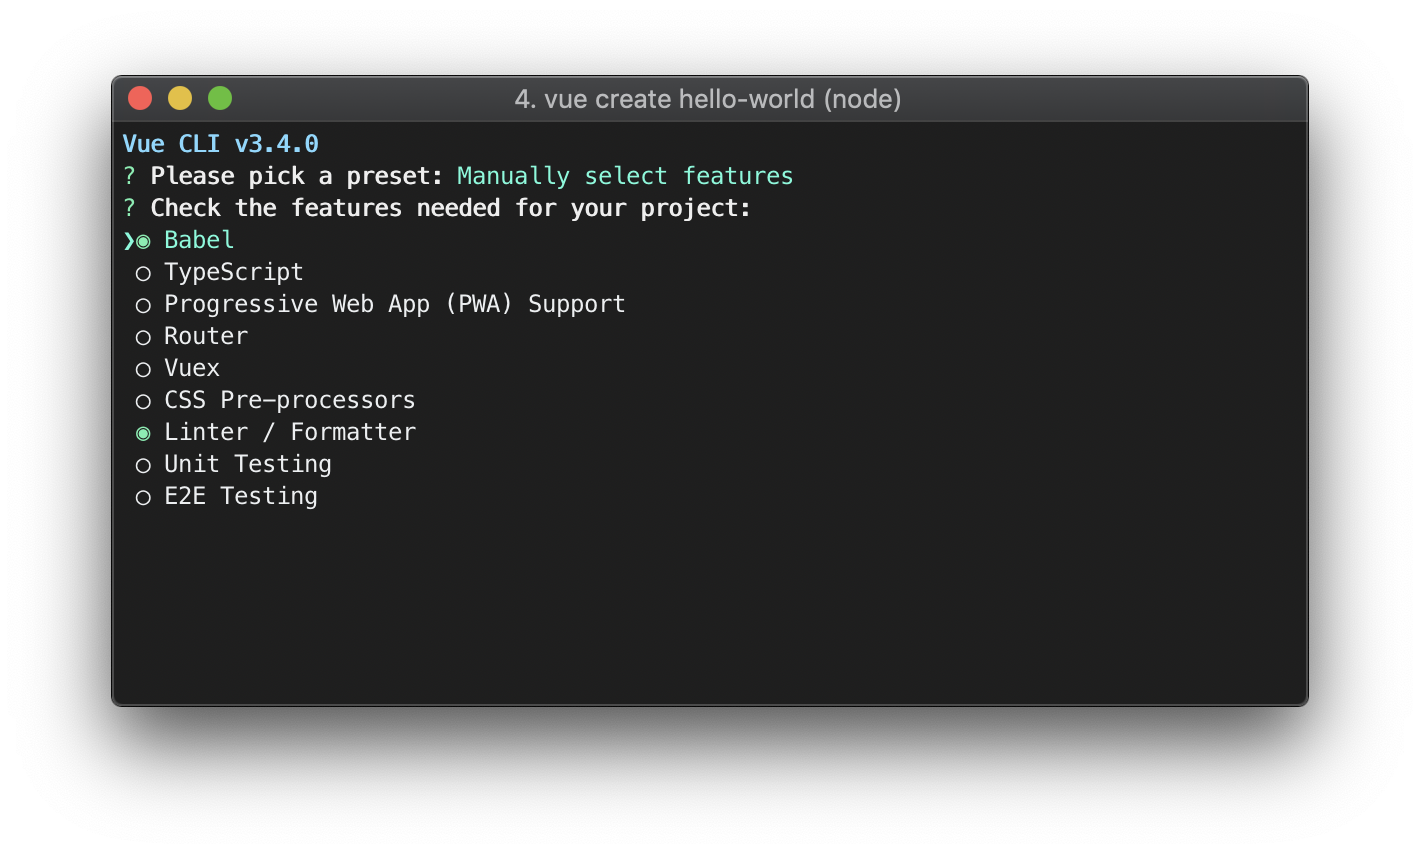 4. vue create hello-world (node)
Vue CLI v3.4.0
? Please pick a preset: Manually select features
? Check the features needed for your project:
❯◉ Babel
◯ TypeScript
◯ Progressive Web App (PWA) Support
◯ Router
◯ Vuex
◯ CSS Pre-processors
◉ Linter / Formatter
◯ Unit Testing
◯ E2E Testing